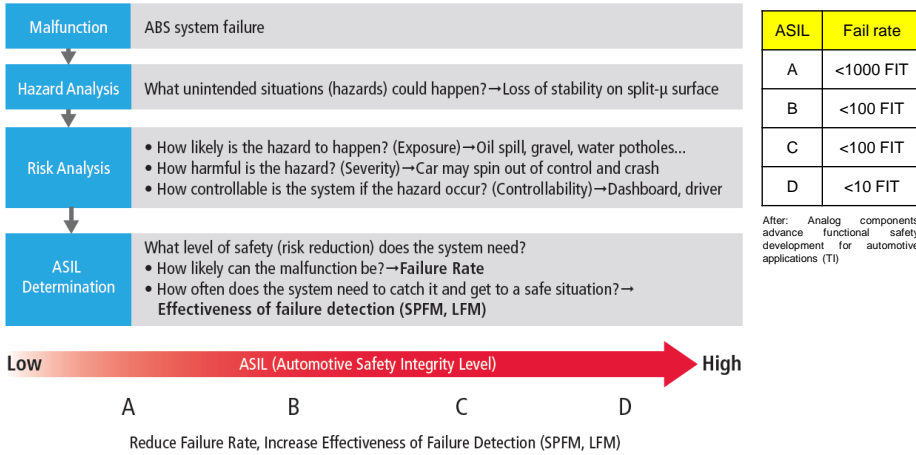 Malfunction
ABS system failure
Hazard Analysis
What unintended situations (hazards) could happen?→Loss of stability on split-μ surface
Risk Analysis
• How likely is the hazard to happen? (Exposure)→Oil spill, gravel, water potholes...
• How harmful is the hazard? (Severity)→Car may spin out of control and crash
• How controllable is the system if the hazard occur? (Controllability)→Dashboard, driver
ASIL
Determination
What level of safety (risk reduction) does the system need?
• How likely can the malfunction be?→Failure Rate
• How often does the system need to catch it and get to a safe situation?→
Effectiveness of failure detection (SPFM, LFM)
Low
ASIL (Automotive Safety Integrity Level)
High
A B C D
Reduce Failure Rate, Increase Effectiveness of Failure Detection (SPFM, LFM)
ASIL Fail rate
A <1000 FIT
B <100 FIT
C <100 FIT
D <10 FIT
After: Analog components
advance functional safety
development for automotive
applications (TI)